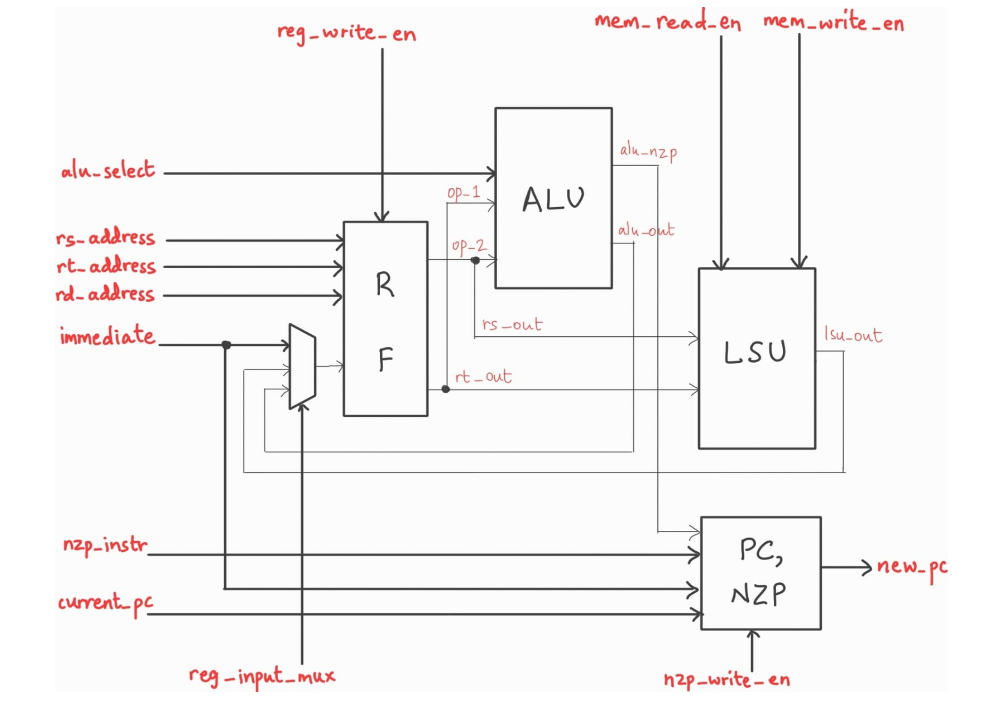 mem_read_en
mem_write_en
reg_write_en
alu_select
alu_nzp
op_1
ALU
rs_address
alu_out
op_2
rt_address
R
rd_address
rs_out
immediate
lsu_out
LSU
F
rt_out
nzp_instr
PC,
new_pc
NZP
current_pc
reg_input_mux
nzp_write_en